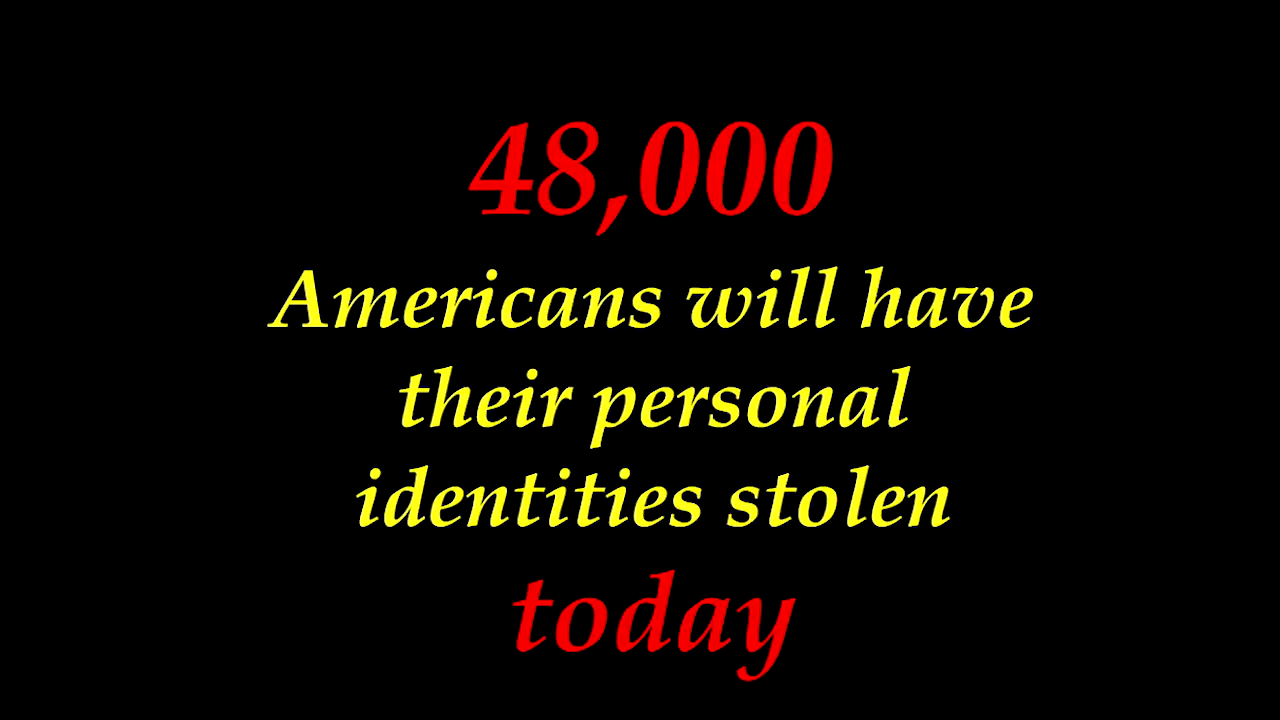 48,000
Americans will have
their personal
identities stolen
today